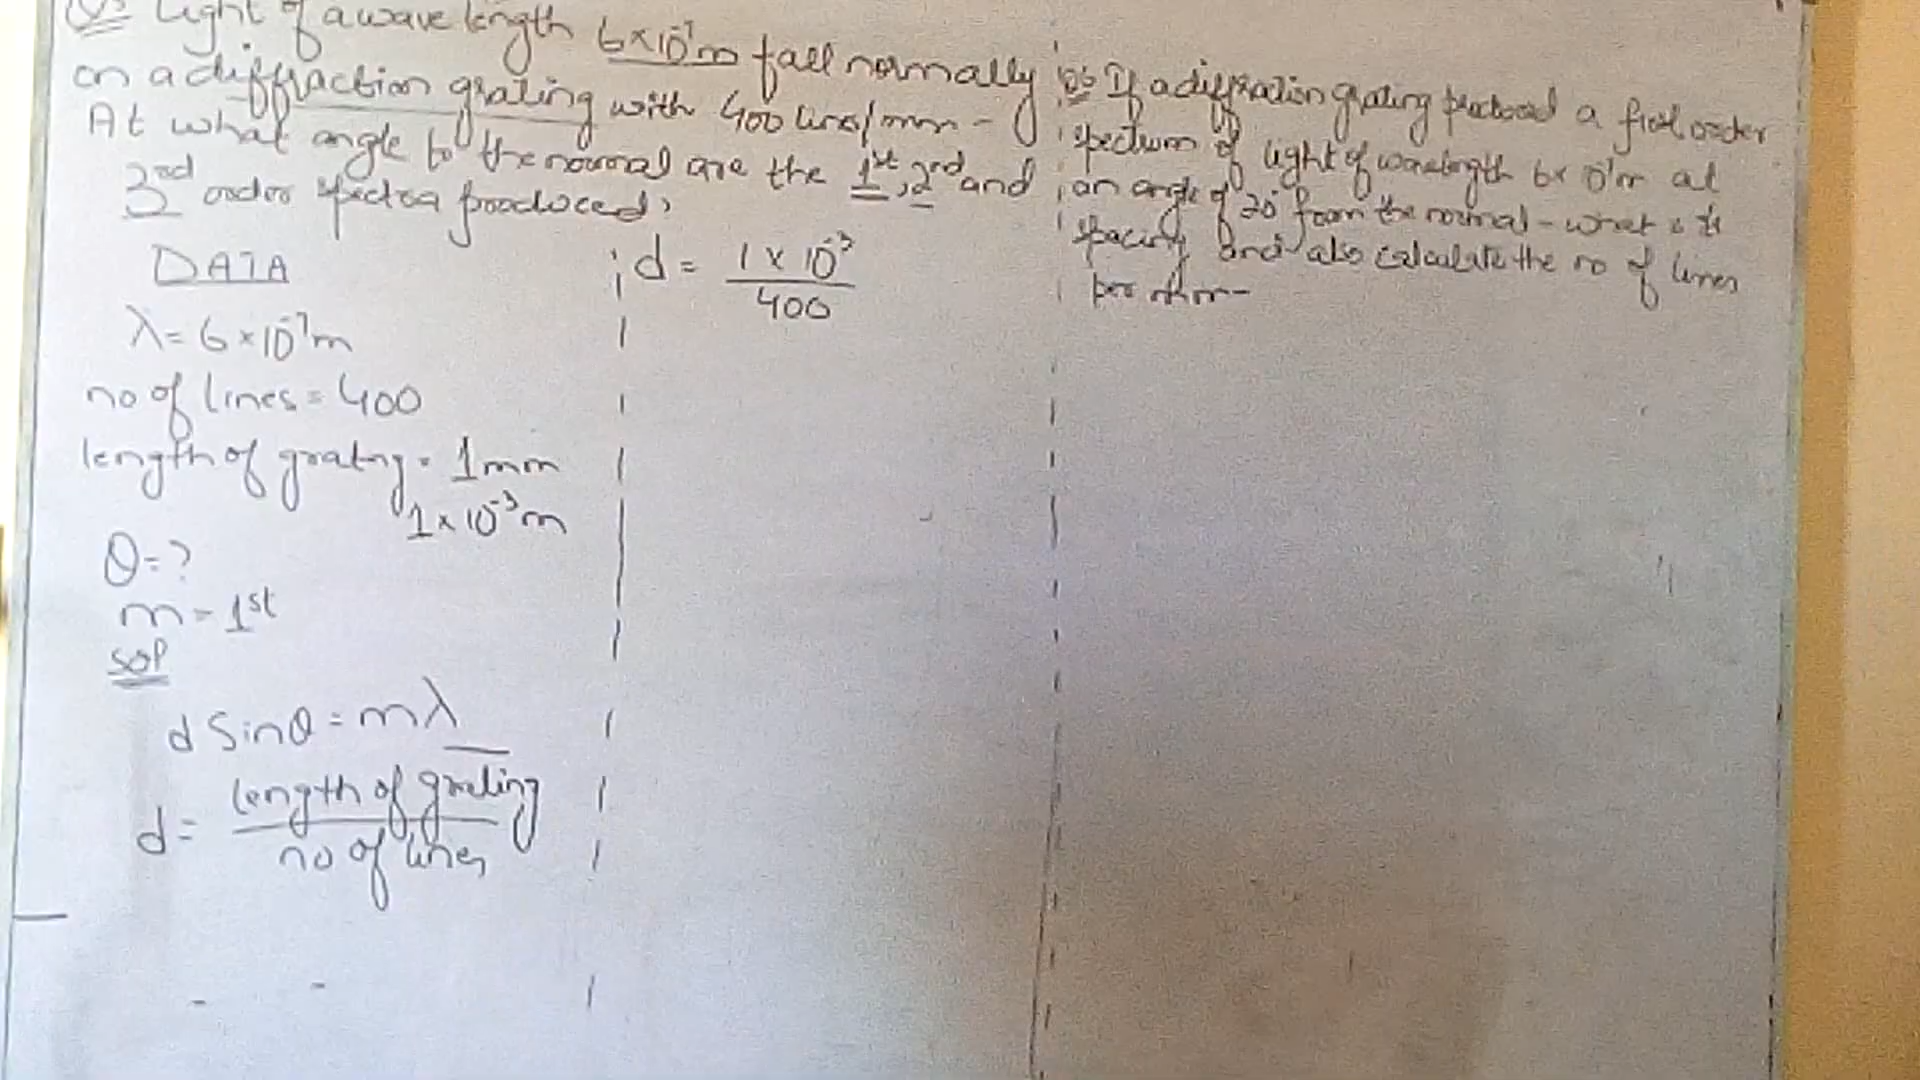 Q5 Light of a wave length 6×10⁻⁷m fall normally
on a diffraction grating with 400 lines/mm -
At what angle to the normal are the 1st, 2nd and
3rd order spectra produced?
DATA
λ = 6×10⁻⁷m
no of lines = 400
length of grating = 1mm
1×10⁻³m
θ = ?
m = 1st
Sol
d Sinθ = mλ
d = length of grating
no of lines
d = 1 × 10⁻³
400
Q6 If a diffraction grating produced a first order
spectrum of light of wavelength 6×10⁻⁷m at
an angle of 20° from the normal - what is its
spacing and also calculate the no of lines
per mm -